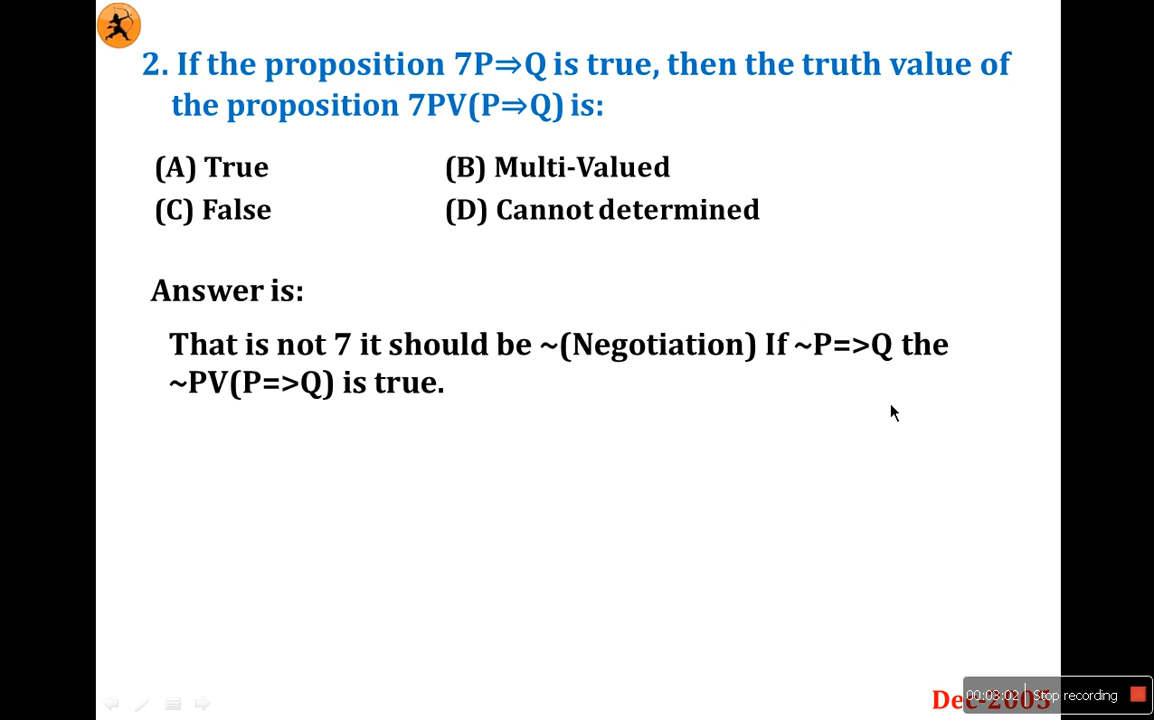 2. If the proposition 7P⇒Q is true, then the truth value of
the proposition 7PV(P⇒Q) is:
(A) True (B) Multi-Valued
(C) False (D) Cannot determined
Answer is:
That is not 7 it should be ~(Negotiation) If ~P=>Q the
~PV(P=>Q) is true.
Dec-2005
00:03:02 Stop recording